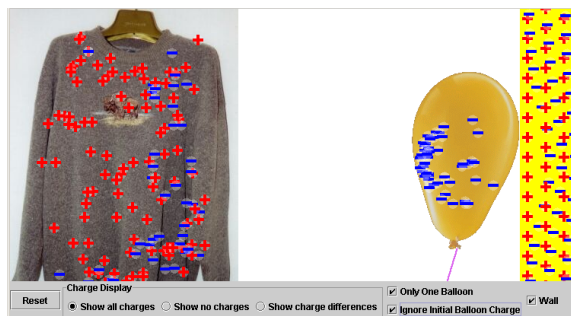 Charge Display
Reset
Show all charges
Show no charges
Show charge differences
Only One Balloon
Ignore Initial Balloon Charge
Wall